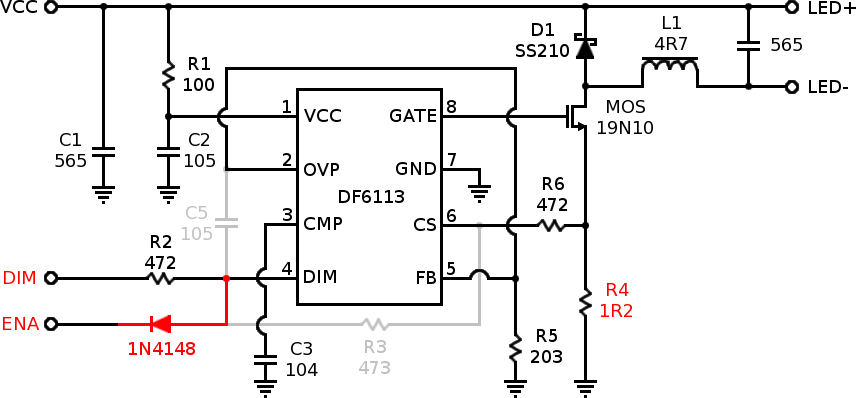 VCC
LED+
D1
SS210
L1
4R7
565
R1
100
LED-
1
VCC
GATE
8
MOS
19N10
C1
565
C2
105
2
OVP
GND
7
DF6113
R6
472
C5
105
3
CMP
CS
6
R2
472
DIM
4
DIM
FB
5
R4
1R2
ENA
1N4148
R3
473
C3
104
R5
203